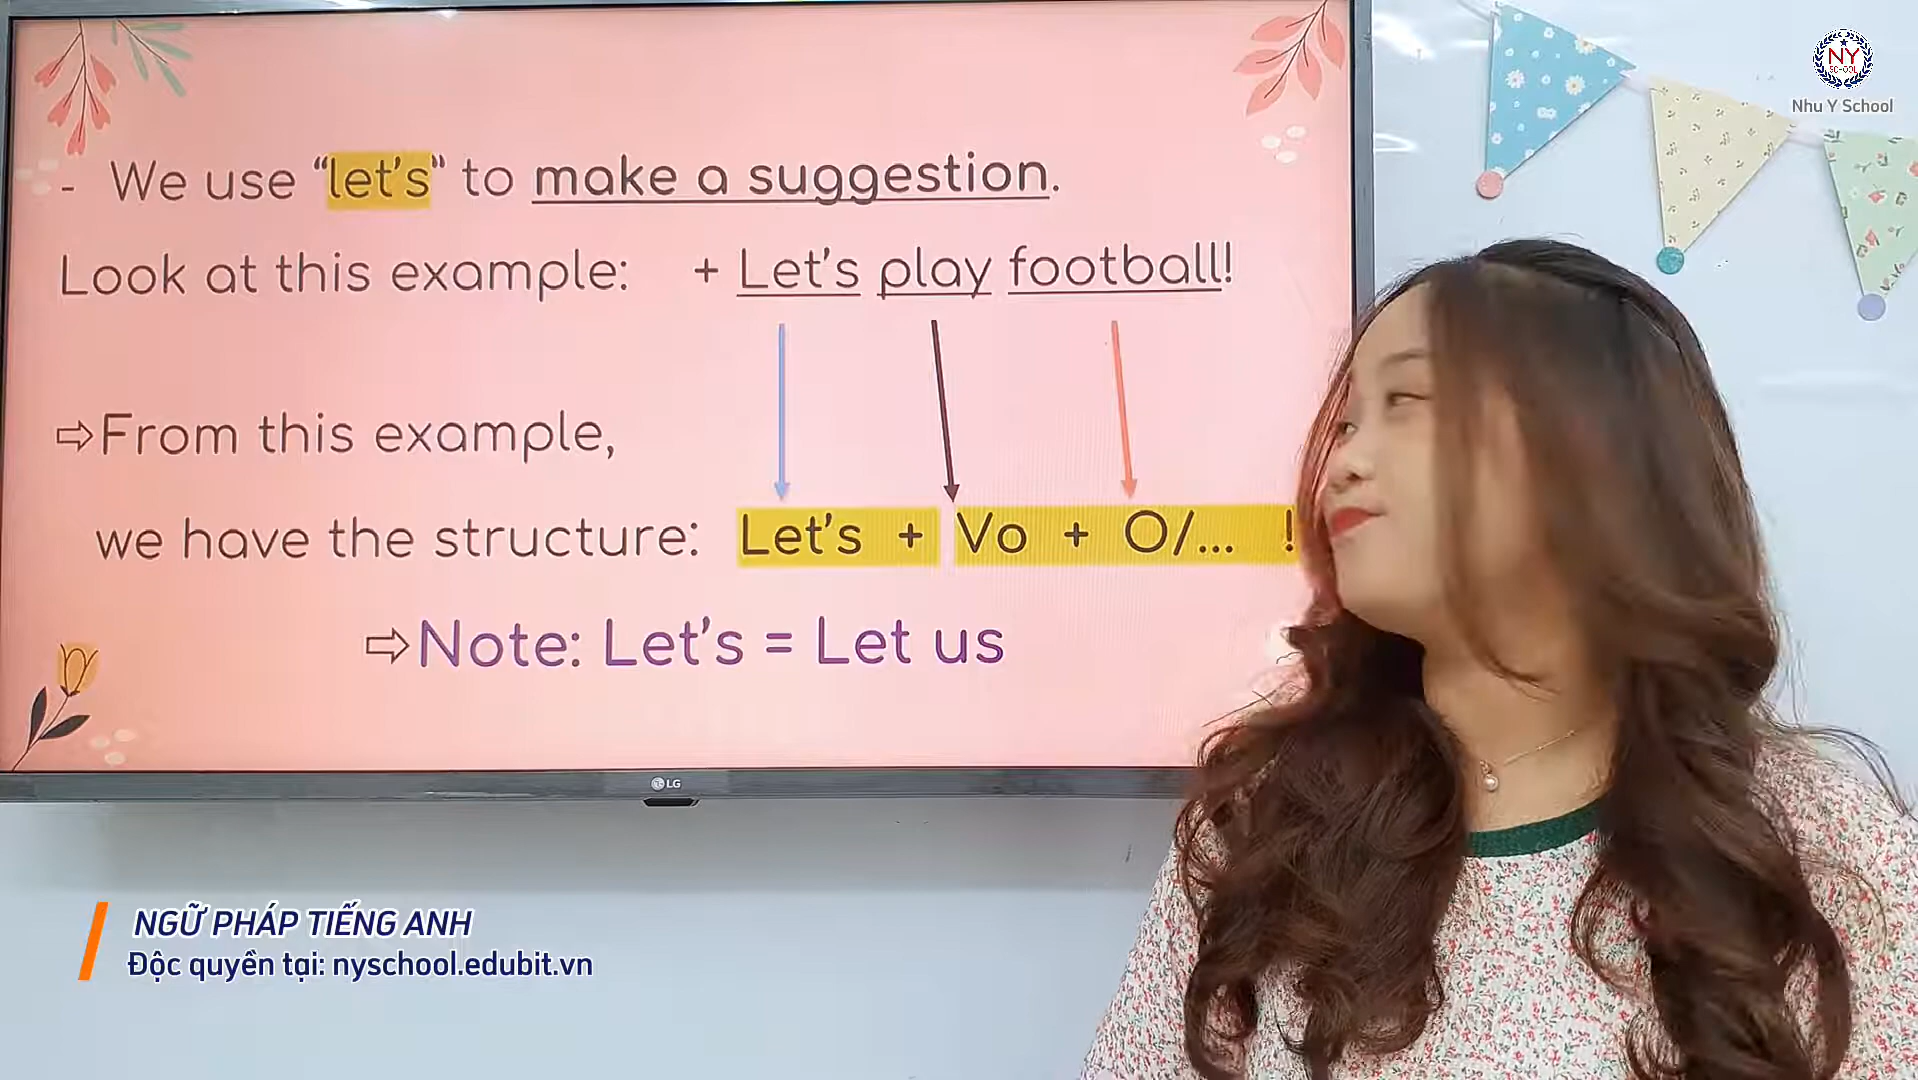 - We use “let's” to make a suggestion.
Look at this example: + Let's play football!
⇨From this example,
we have the structure: Let's + Vo + O/... !
⇨Note: Let's = Let us
LG
NGỮ PHÁP TIẾNG ANH
Độc quyền tại: nyschool.edubit.vn
NY
SCHOOL
Nhu Y School